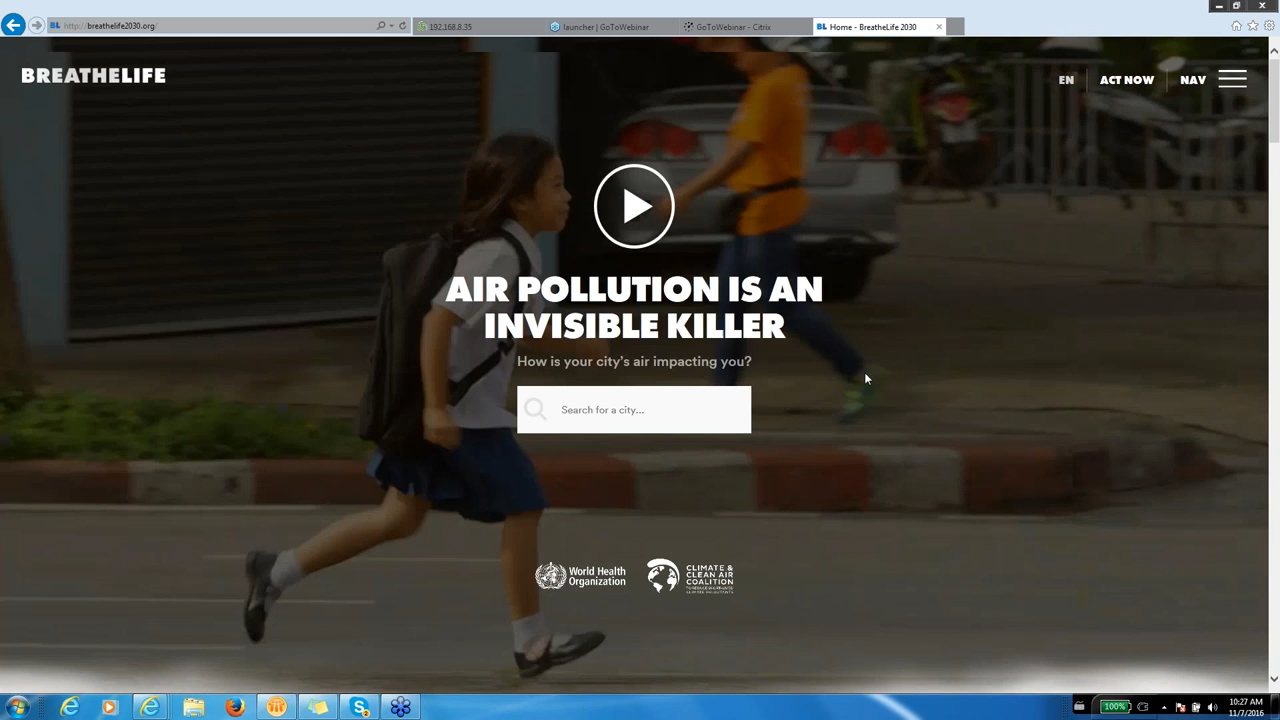 BL http://breathelife2030.org/
192.168.8.35
launcher | GoToWebinar
GoToWebinar - Citrix
BL Home - BreatheLife 2030
BREATHELIFE
EN
ACT NOW
NAV
AIR POLLUTION IS AN
INVISIBLE KILLER
How is your city's air impacting you?
Search for a city...
World Health
Organization
CLIMATE &
CLEAN AIR
COALITION
100%
10:27 AM
11/7/2016